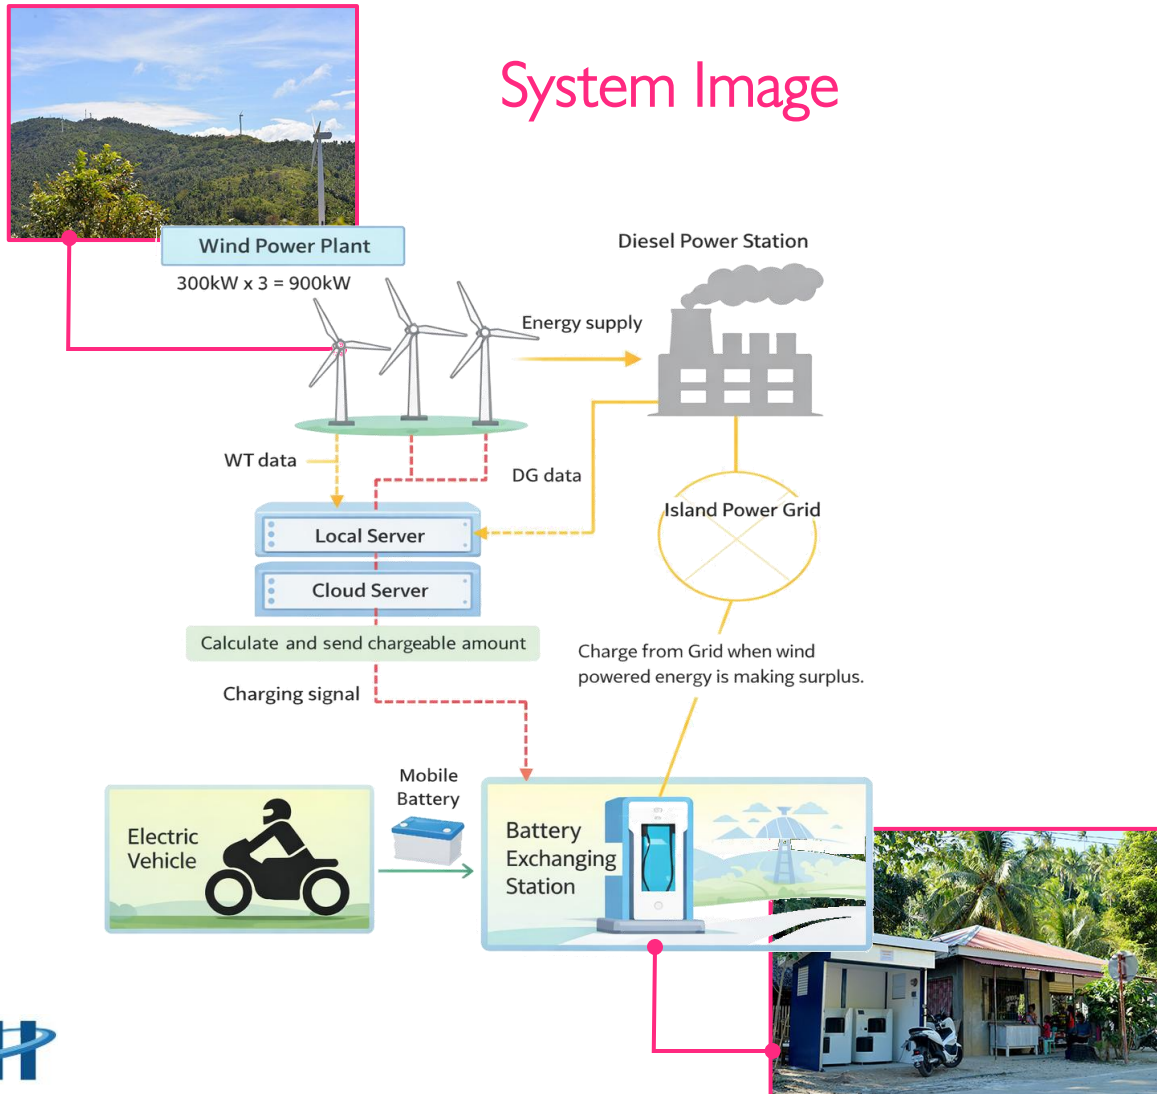 System Image
Wind Power Plant
300kW x 3 = 900kW
Diesel Power Station
Energy supply
WT data
DG data
Island Power Grid
Local Server
Cloud Server
Calculate and send chargeable amount
Charging signal
Charge from Grid when wind
powered energy is making surplus.
Mobile
Battery
Electric
Vehicle
Battery
Exchanging
Station
H